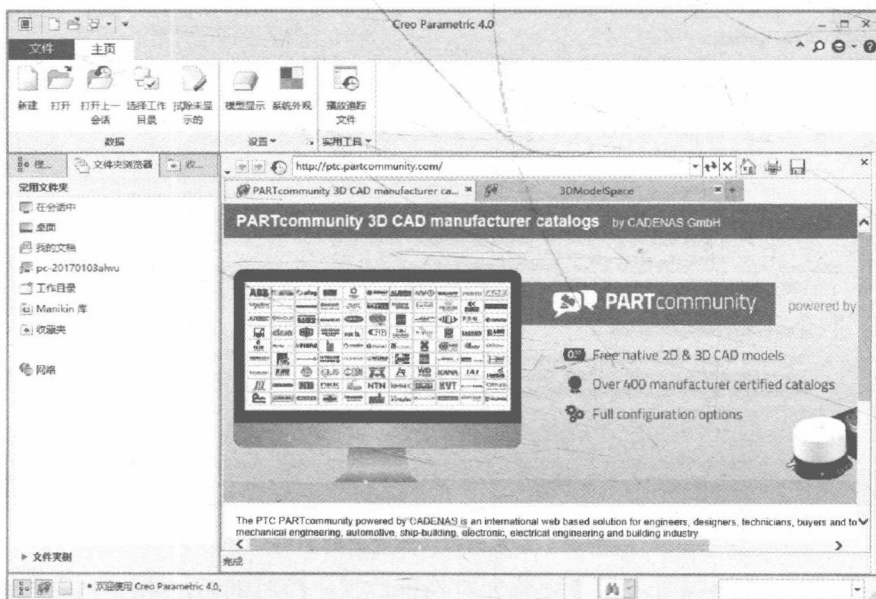 Creo Parametric 4.0
文件
主页
新建
打开
打开上一会话
选择工作目录
拭除未显示的
模型显示
系统外观
播放追踪文件
数据
设置
实用工具
模...
文件夹浏览器
收...
http://ptc.partcommunity.com/
PARTcommunity 3D CAD manufacturer ca...
3DModelSpace
常用文件夹
在会话中
桌面
我的文档
pc-20170103alwu
工作目录
Manikin 库
收藏夹
网络
文件夹树
PARTcommunity 3D CAD manufacturer catalogs by CADENAS GmbH
ABB
NTN
PARTcommunity
powered by
Free native 2D & 3D CAD models
Over 400 manufacturer certified catalogs
Full configuration options
The PTC PARTcommunity powered by CADENAS is an international web based solution for engineers, designers, technicians, buyers and to
mechanical engineering, automotive, ship-building, electronic, electrical engineering and building industry
完成
• 欢迎使用 Creo Parametric 4.0。